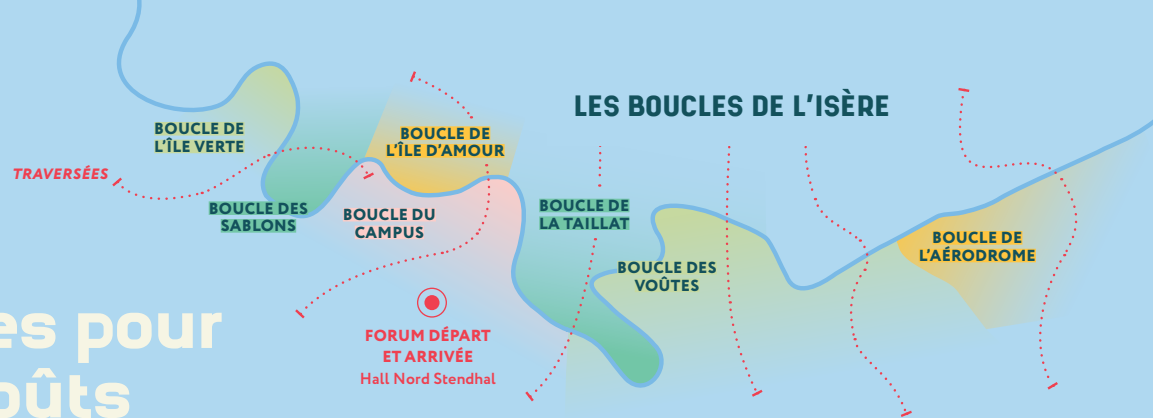 LES BOUCLES DE L'ISÈRE
BOUCLE DE
L'ÎLE VERTE
BOUCLE DE
L'ÎLE D'AMOUR
TRAVERSÉES
BOUCLE DES
SABLONS
BOUCLE DU
CAMPUS
BOUCLE DE
LA TAILLAT
BOUCLE DES
VOÛTES
BOUCLE DE
L'AÉRODROME
FORUM DÉPART
ET ARRIVÉE
Hall Nord Stendhal
es pour
oûts